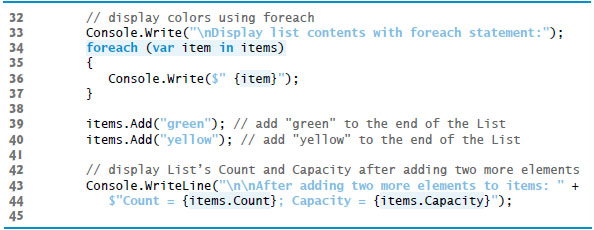 32 // display colors using foreach
33 Console.Write("\nDisplay list contents with foreach statement:");
34 foreach (var item in items)
35 {
36 Console.Write($" {item}");
37 }
38
39 items.Add("green"); // add "green" to the end of the List
40 items.Add("yellow"); // add "yellow" to the end of the List
41
42 // display List's Count and Capacity after adding two more elements
43 Console.WriteLine("\n\nAfter adding two more elements to items: " +
44 $"Count = {items.Count}; Capacity = {items.Capacity}");
45